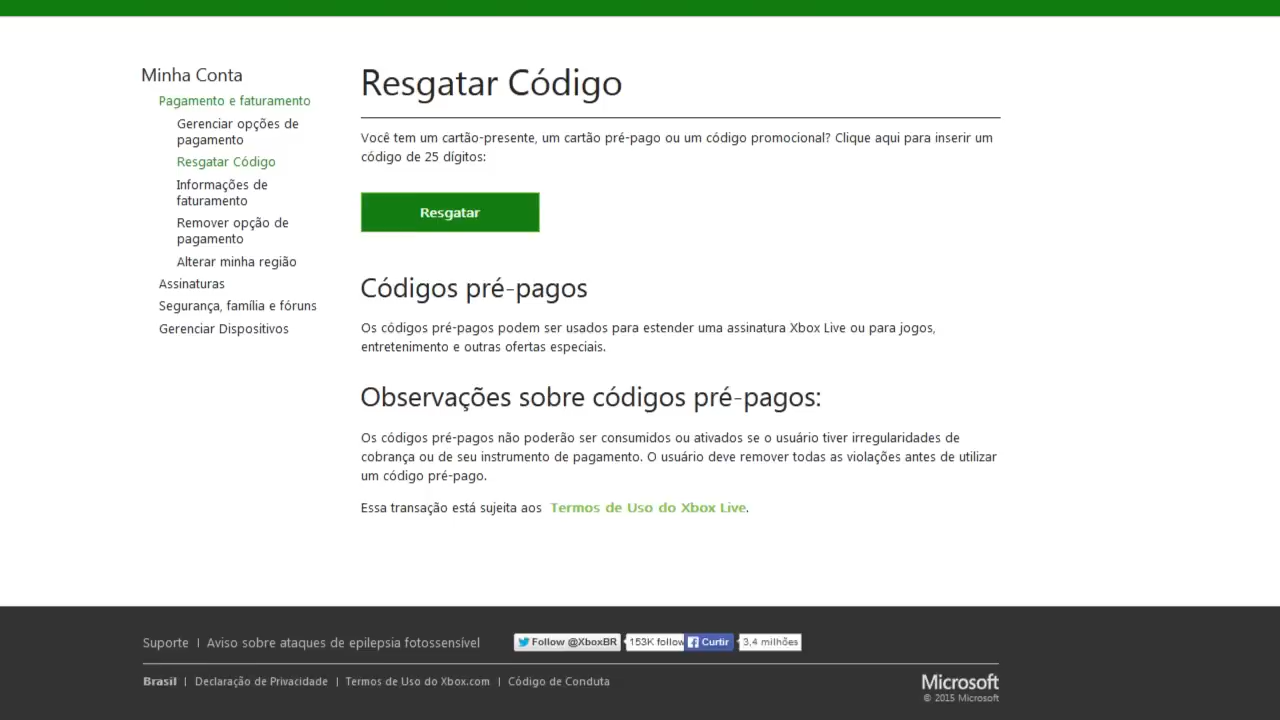 Minha Conta
Pagamento e faturamento
Gerenciar opções de
pagamento
Resgatar Código
Informações de
faturamento
Remover opção de
pagamento
Alterar minha região
Assinaturas
Segurança, família e fóruns
Gerenciar Dispositivos
Resgatar Código
Você tem um cartão-presente, um cartão pré-pago ou um código promocional? Clique aqui para inserir um
código de 25 dígitos:
Resgatar
Códigos pré-pagos
Os códigos pré-pagos podem ser usados para estender uma assinatura Xbox Live ou para jogos,
entretenimento e outras ofertas especiais.
Observações sobre códigos pré-pagos:
Os códigos pré-pagos não poderão ser consumidos ou ativados se o usuário tiver irregularidades de
cobrança ou de seu instrumento de pagamento. O usuário deve remover todas as violações antes de utilizar
um código pré-pago.
Essa transação está sujeita aos Termos de Uso do Xbox Live.
Suporte | Aviso sobre ataques de epilepsia fotossensível Follow @XboxBR 153K follow Curtir 3,4 milhões
Brasil | Declaração de Privacidade | Termos de Uso do Xbox.com | Código de Conduta
Microsoft
© 2015 Microsoft